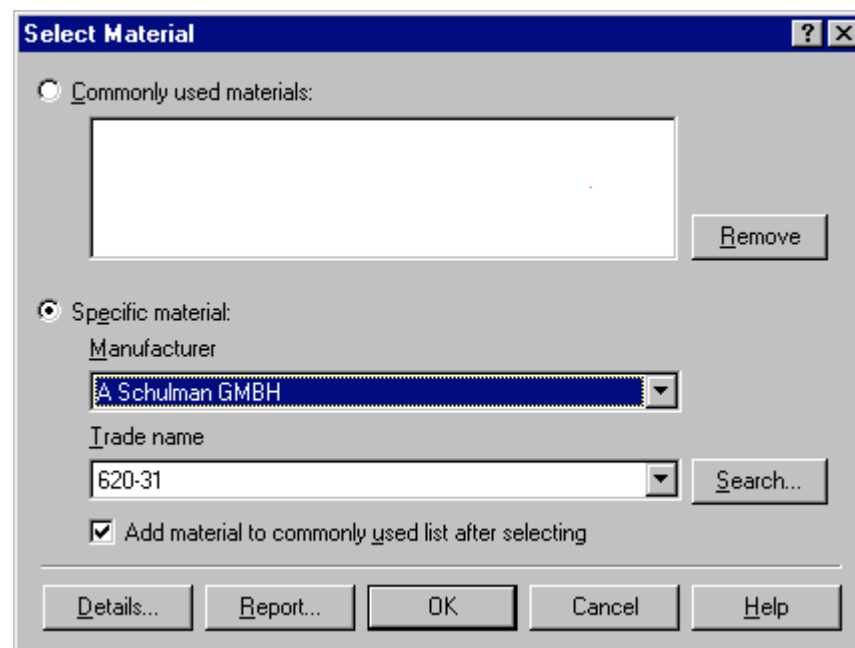 Select Material
Commonly used materials:
Remove
Specific material:
Manufacturer
A Schulman GMBH
Trade name
620-31
Search...
Add material to commonly used list after selecting
Details... Report... OK Cancel Help